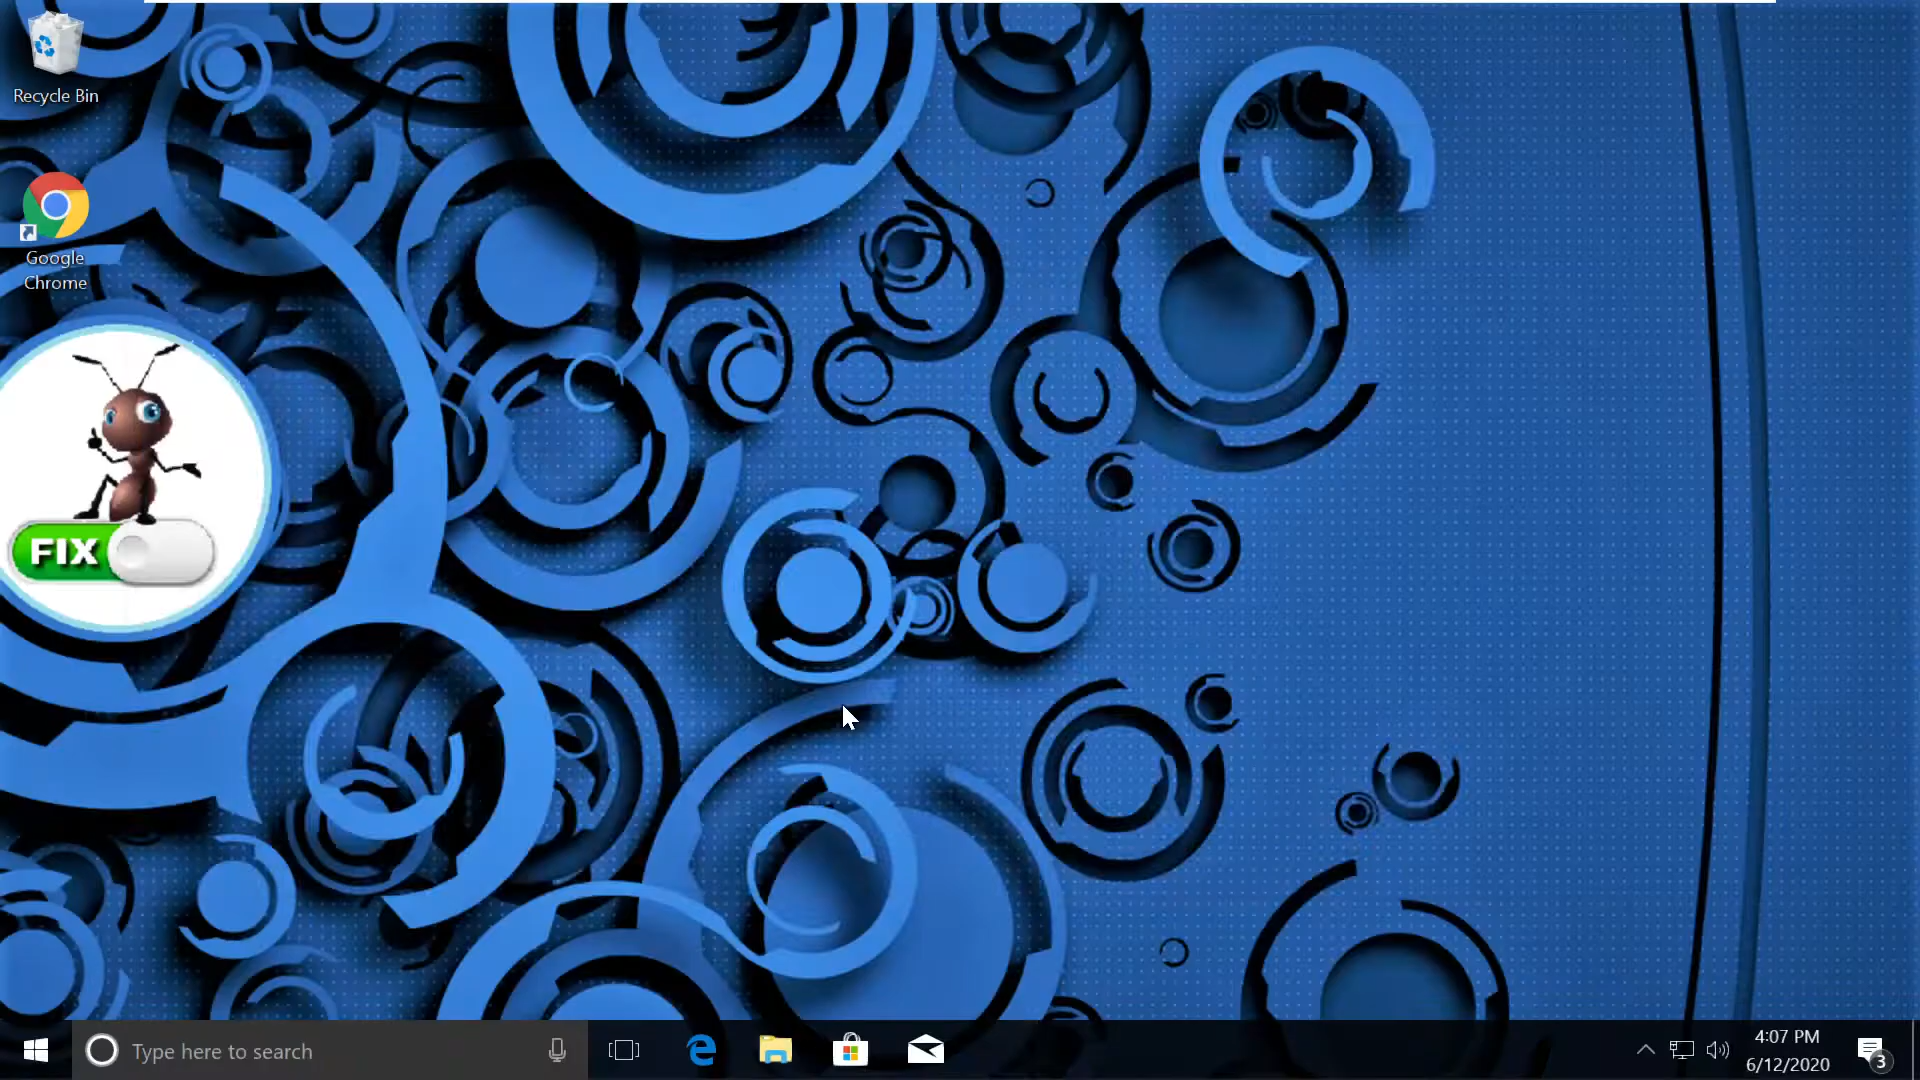 Recycle Bin
Google
Chrome
FIX
Type here to search
4:07 PM
6/12/2020
3